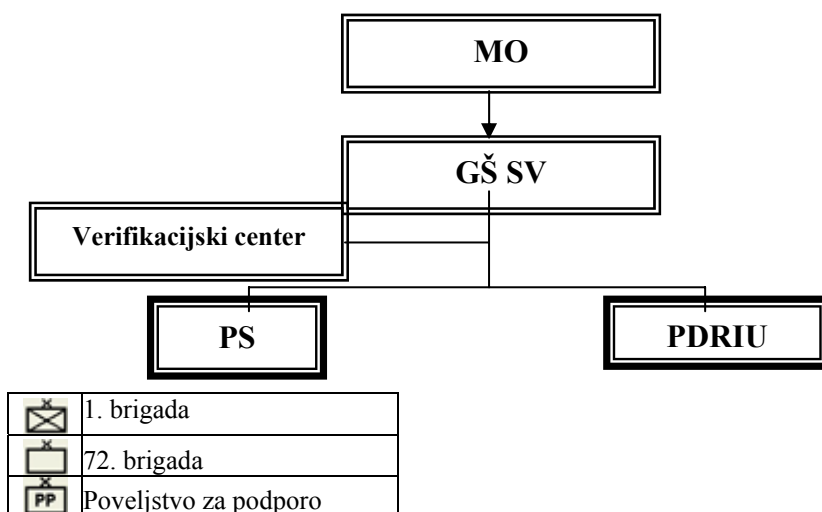 MO
GŠ SV
Verifikacijski center
PS
PDRIU
1. brigada
72. brigada
PP Poveljstvo za podporo